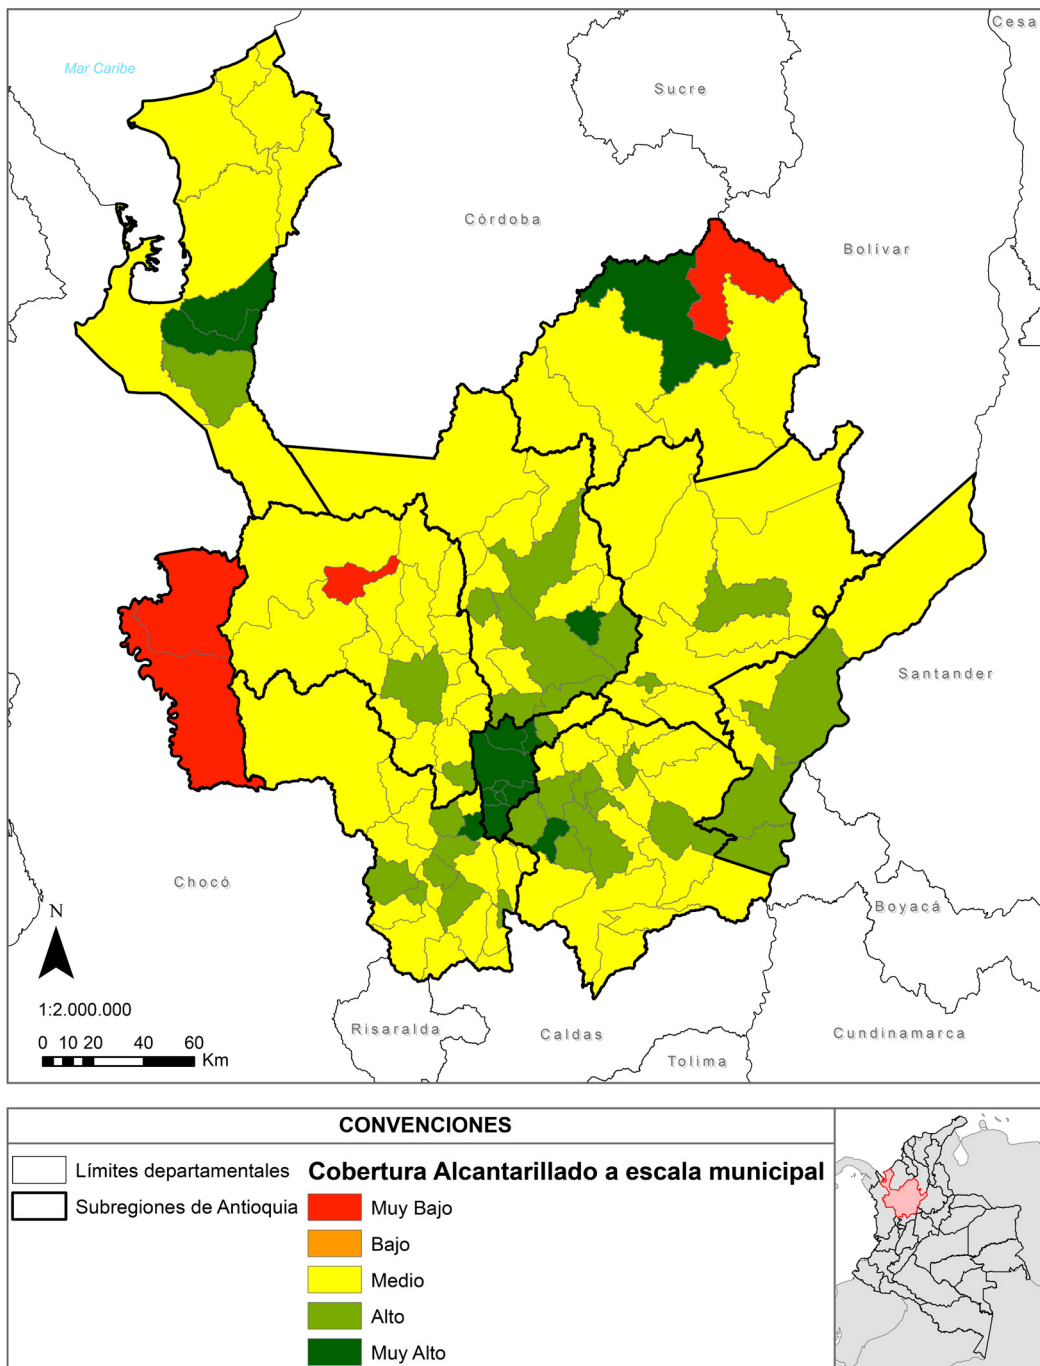 Cesa
Mar Caribe
Sucre
Córdoba
Bolívar
Santander
Chocó
Boyacá
N
1:2.000.000
Risaralda
Caldas
Cundinamarca
Tolima
0 10 20 40 60
Km
CONVENCIONES
Límites departamentales
Subregiones de Antioquia
Cobertura Alcantarillado a escala municipal
Muy Bajo
Bajo
Medio
Alto
Muy Alto